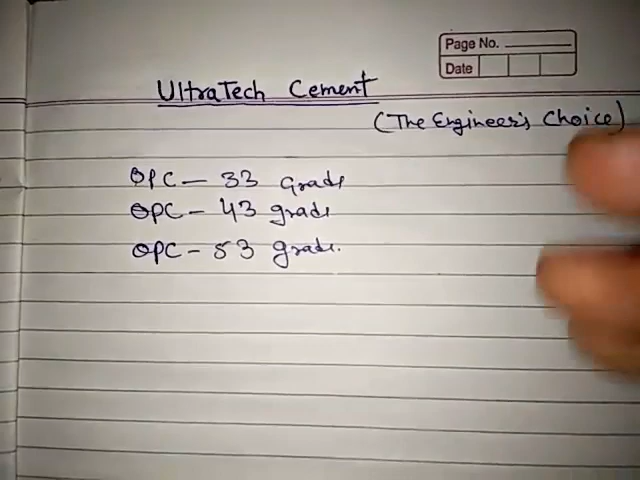 Page No.
Date
UltraTech Cement
(The Engineer's Choice)
OPC - 33 Grade
OPC - 43 grade
OPC - 53 grade.